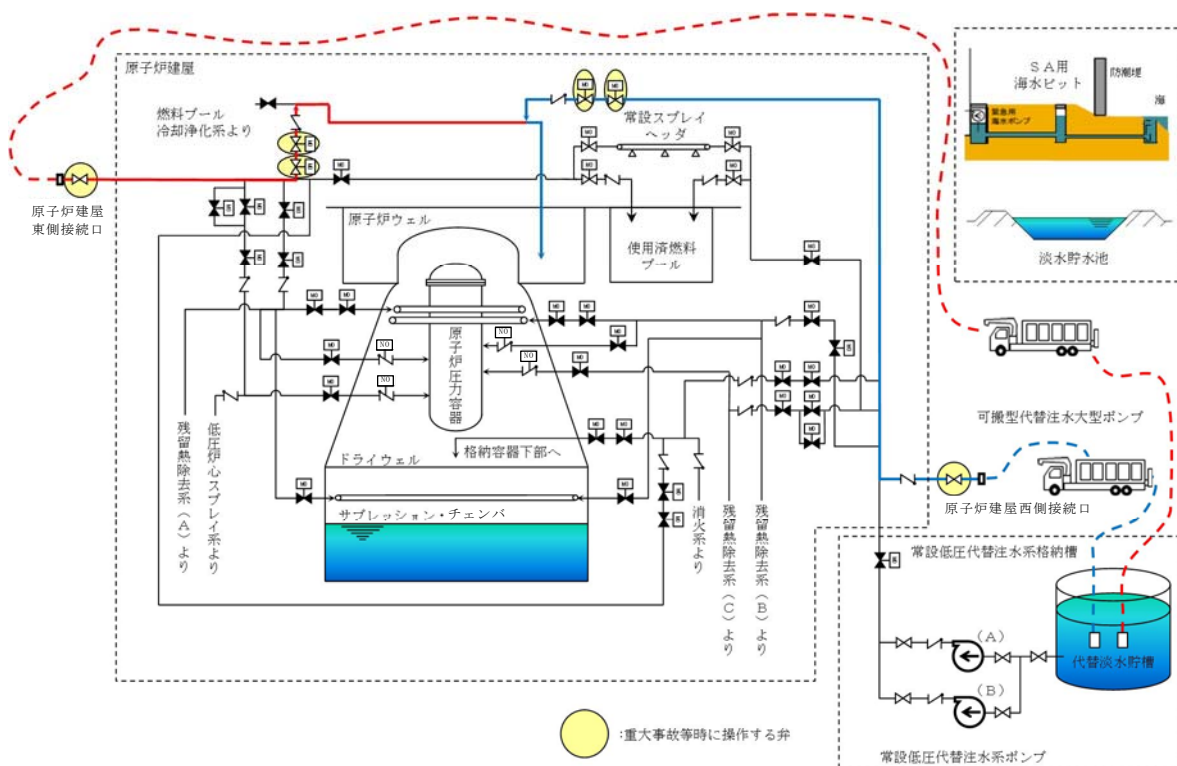 原子炉建屋
燃料プール
冷却浄化系より
原子炉建屋
東側接続口
常設スプレイ
ヘッダ
原子炉ウェル
使用済燃料
プール
原子炉圧力容器
NO
NO
NO
NO
格納容器下部へ
ドライウェル
サプレッション・チェンバ
残留熱除去系(A)より
低圧炉心スプレイ系より
消火系より
残留熱除去系(C)より
残留熱除去系(B)より
SA用
海水ピット
防潮堤
海
緊急用
海水ポンプ
淡水貯水池
可搬型代替注水大型ポンプ
原子炉建屋西側接続口
常設低圧代替注水系格納槽
(A)
(B)
代替淡水貯槽
常設低圧代替注水系ポンプ
:重大事故等時に操作する弁
MO